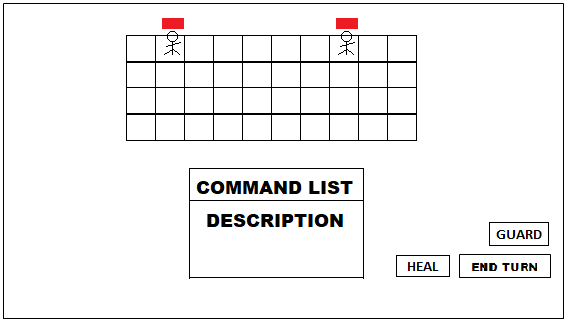 COMMAND LIST
DESCRIPTION
GUARD
HEAL
END TURN